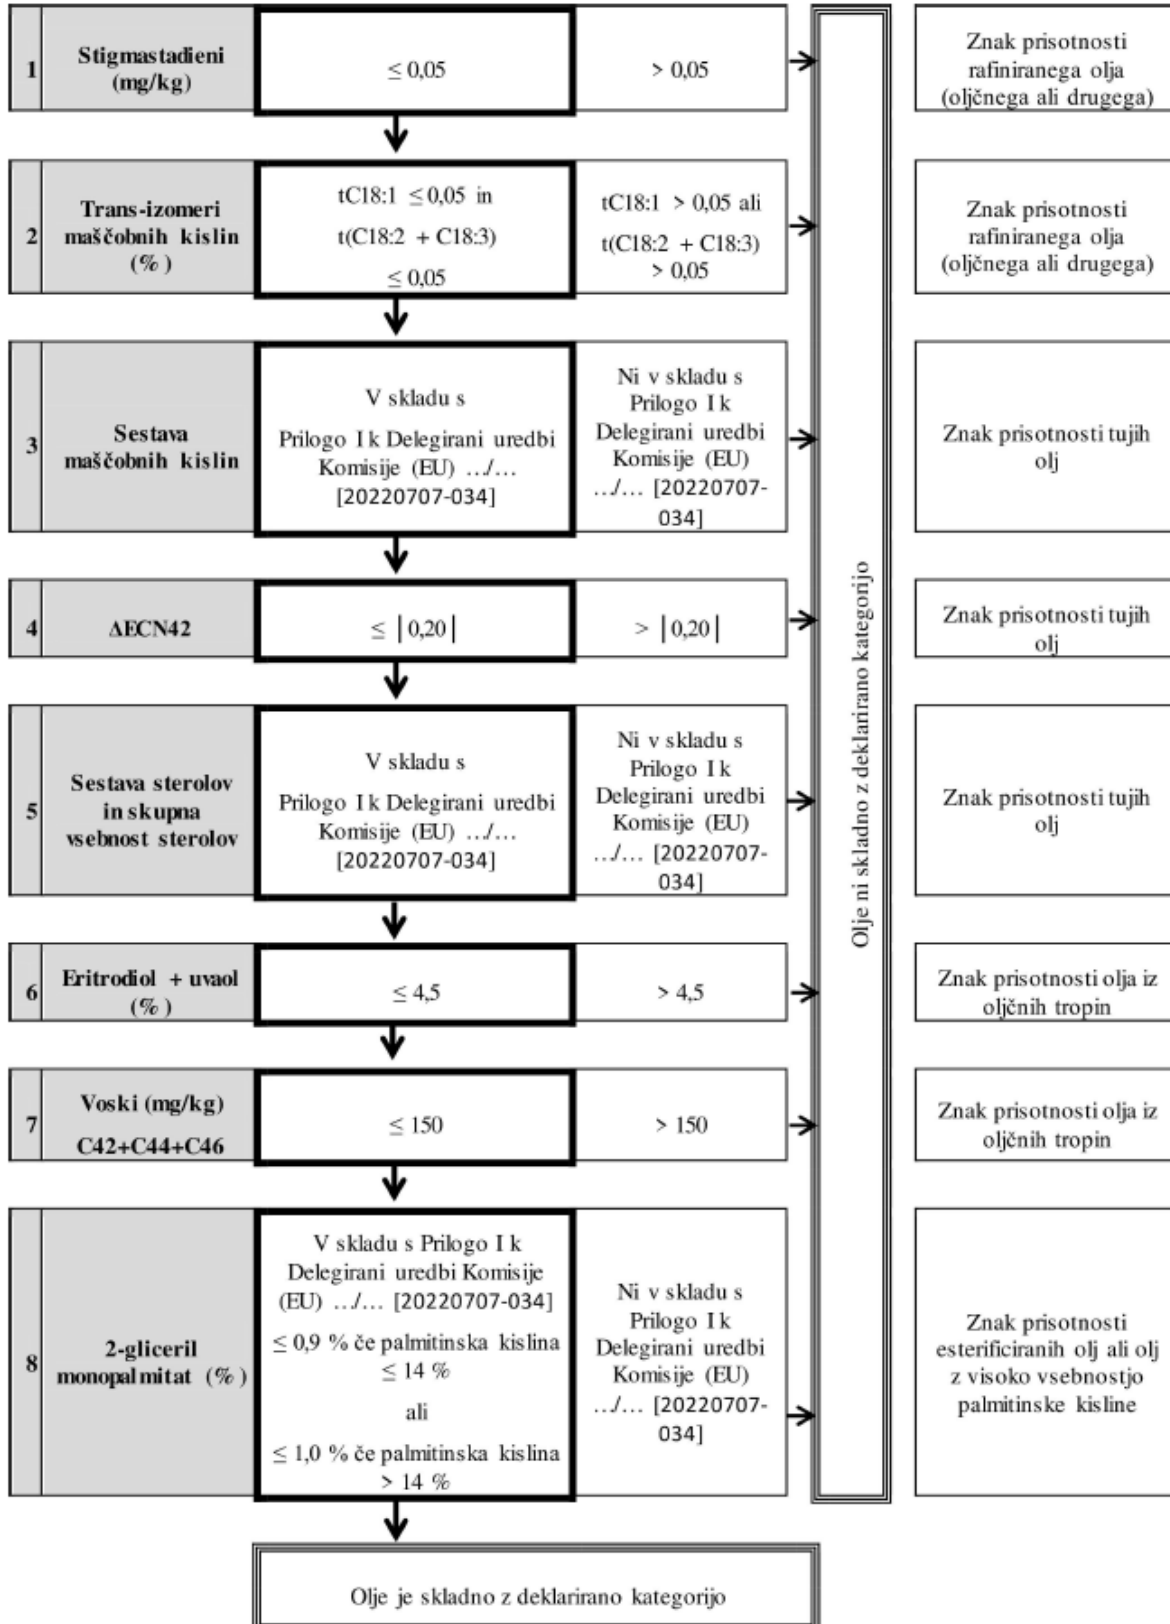 1
Stigmastadieni
(mg/kg)
≤ 0,05
> 0,05
Znak prisotnosti
rafiniranega olja
(oljčnega ali drugega)
2
Trans-izomeri
maščobnih kislin
(%)
tC18:1 ≤ 0,05 in
t(C18:2 + C18:3)
≤ 0,05
tC18:1 > 0,05 ali
t(C18:2 + C18:3)
> 0,05
Znak prisotnosti
rafiniranega olja
(oljčnega ali drugega)
3
Sestava
maščobnih kislin
V skladu s
Prilogo I k Delegirani uredbi
Komisije (EU) …/…
[20220707-034]
Ni v skladu s
Prilogo I k
Delegirani uredbi
Komisije (EU)
…/… [20220707-
034]
Znak prisotnosti tujih
olj
4
ΔECN42
≤ |0,20|
> |0,20|
Znak prisotnosti tujih
olj
5
Sestava sterolov
in skupna
vsebnost sterolov
V skladu s
Prilogo I k Delegirani uredbi
Komisije (EU) …/…
[20220707-034]
Ni v skladu s
Prilogo I k
Delegirani uredbi
Komisije (EU)
…/… [20220707-
034]
Znak prisotnosti tujih
olj
6
Eritrodiol + uvaol
(%)
≤ 4,5
> 4,5
Znak prisotnosti olja iz
oljčnih tropin
7
Voski (mg/kg)
C42+C44+C46
≤ 150
> 150
Znak prisotnosti olja iz
oljčnih tropin
8
2-gliceril
monopalmitat (%)
V skladu s Prilogo I k
Delegirani uredbi Komisije
(EU) …/… [20220707-034]
≤ 0,9 % če palmitinska kislina
≤ 14 %
ali
≤ 1,0 % če palmitinska kislina
> 14 %
Ni v skladu s
Prilogo I k
Delegirani uredbi
Komisije (EU)
…/… [20220707-
034]
Znak prisotnosti
esterificiranih olj ali olj
z visoko vsebnostjo
palmitinske kisline
Olje ni skladno z deklarirano kategorijo
Olje je skladno z deklarirano kategorijo